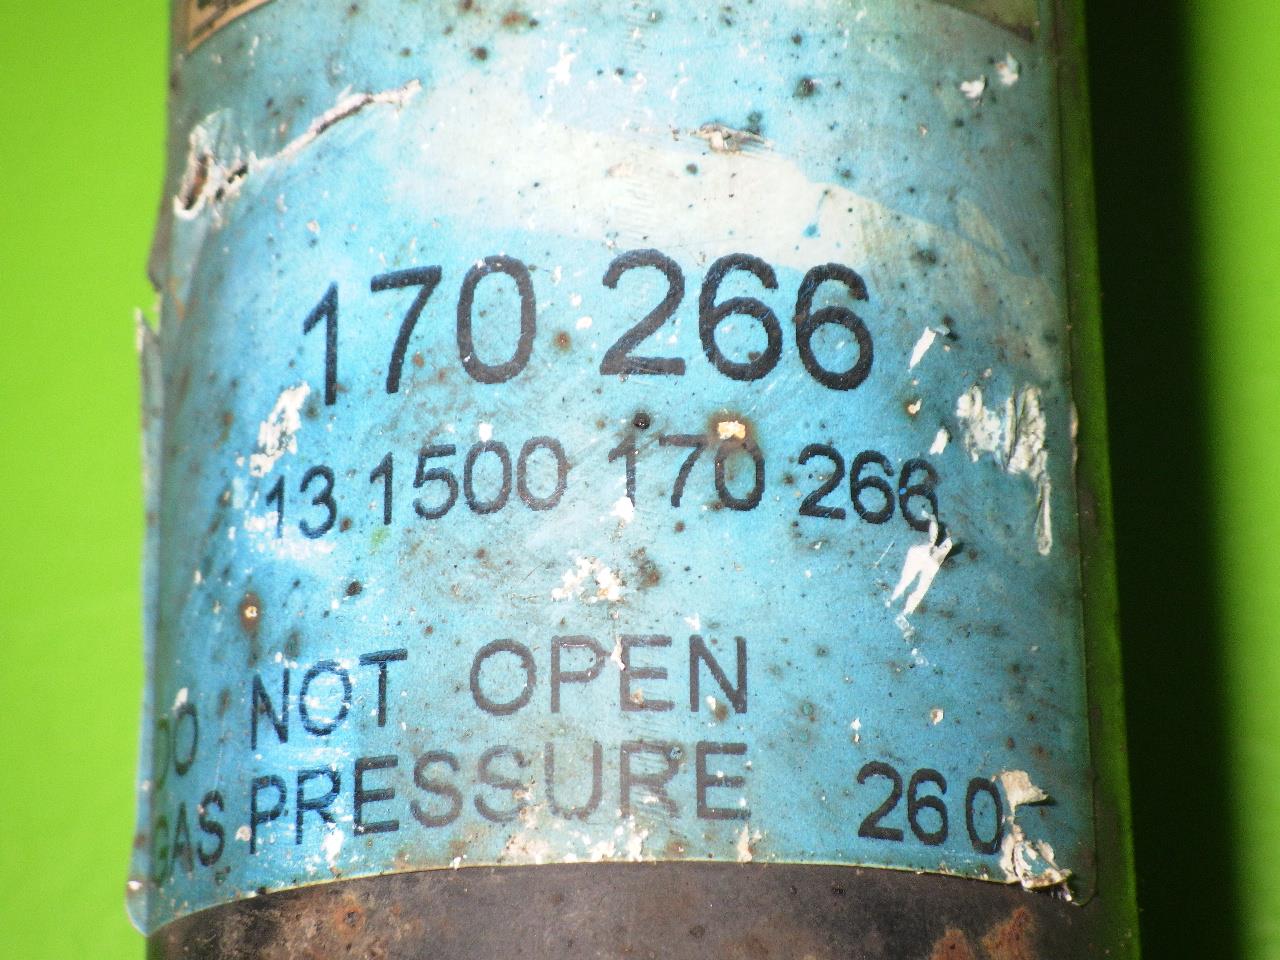 170 266
13 1500 170 266
DO NOT OPEN
GAS PRESSURE 260